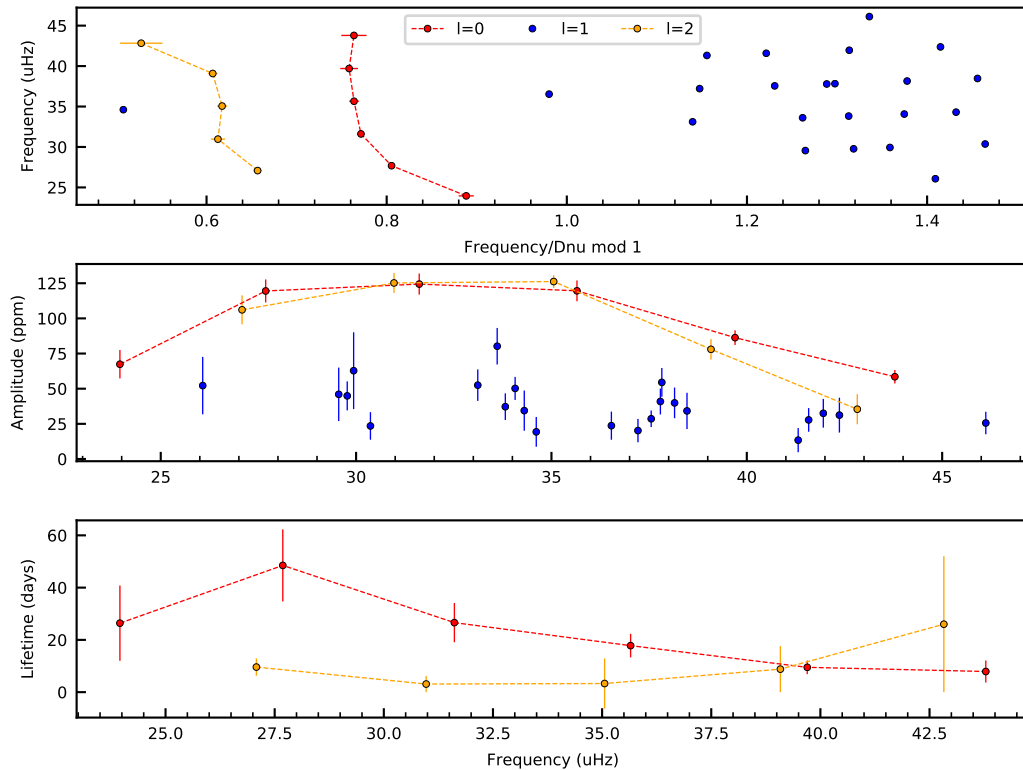 l=0 l=1 l=2
45
40
35
30
25
Frequency (uHz)
0.6 0.8 1.0 1.2 1.4
Frequency/Dnu mod 1
125
100
75
50
25
0
Amplitude (ppm)
25 30 35 40 45
60
40
20
0
Lifetime (days)
25.0 27.5 30.0 32.5 35.0 37.5 40.0 42.5
Frequency (uHz)